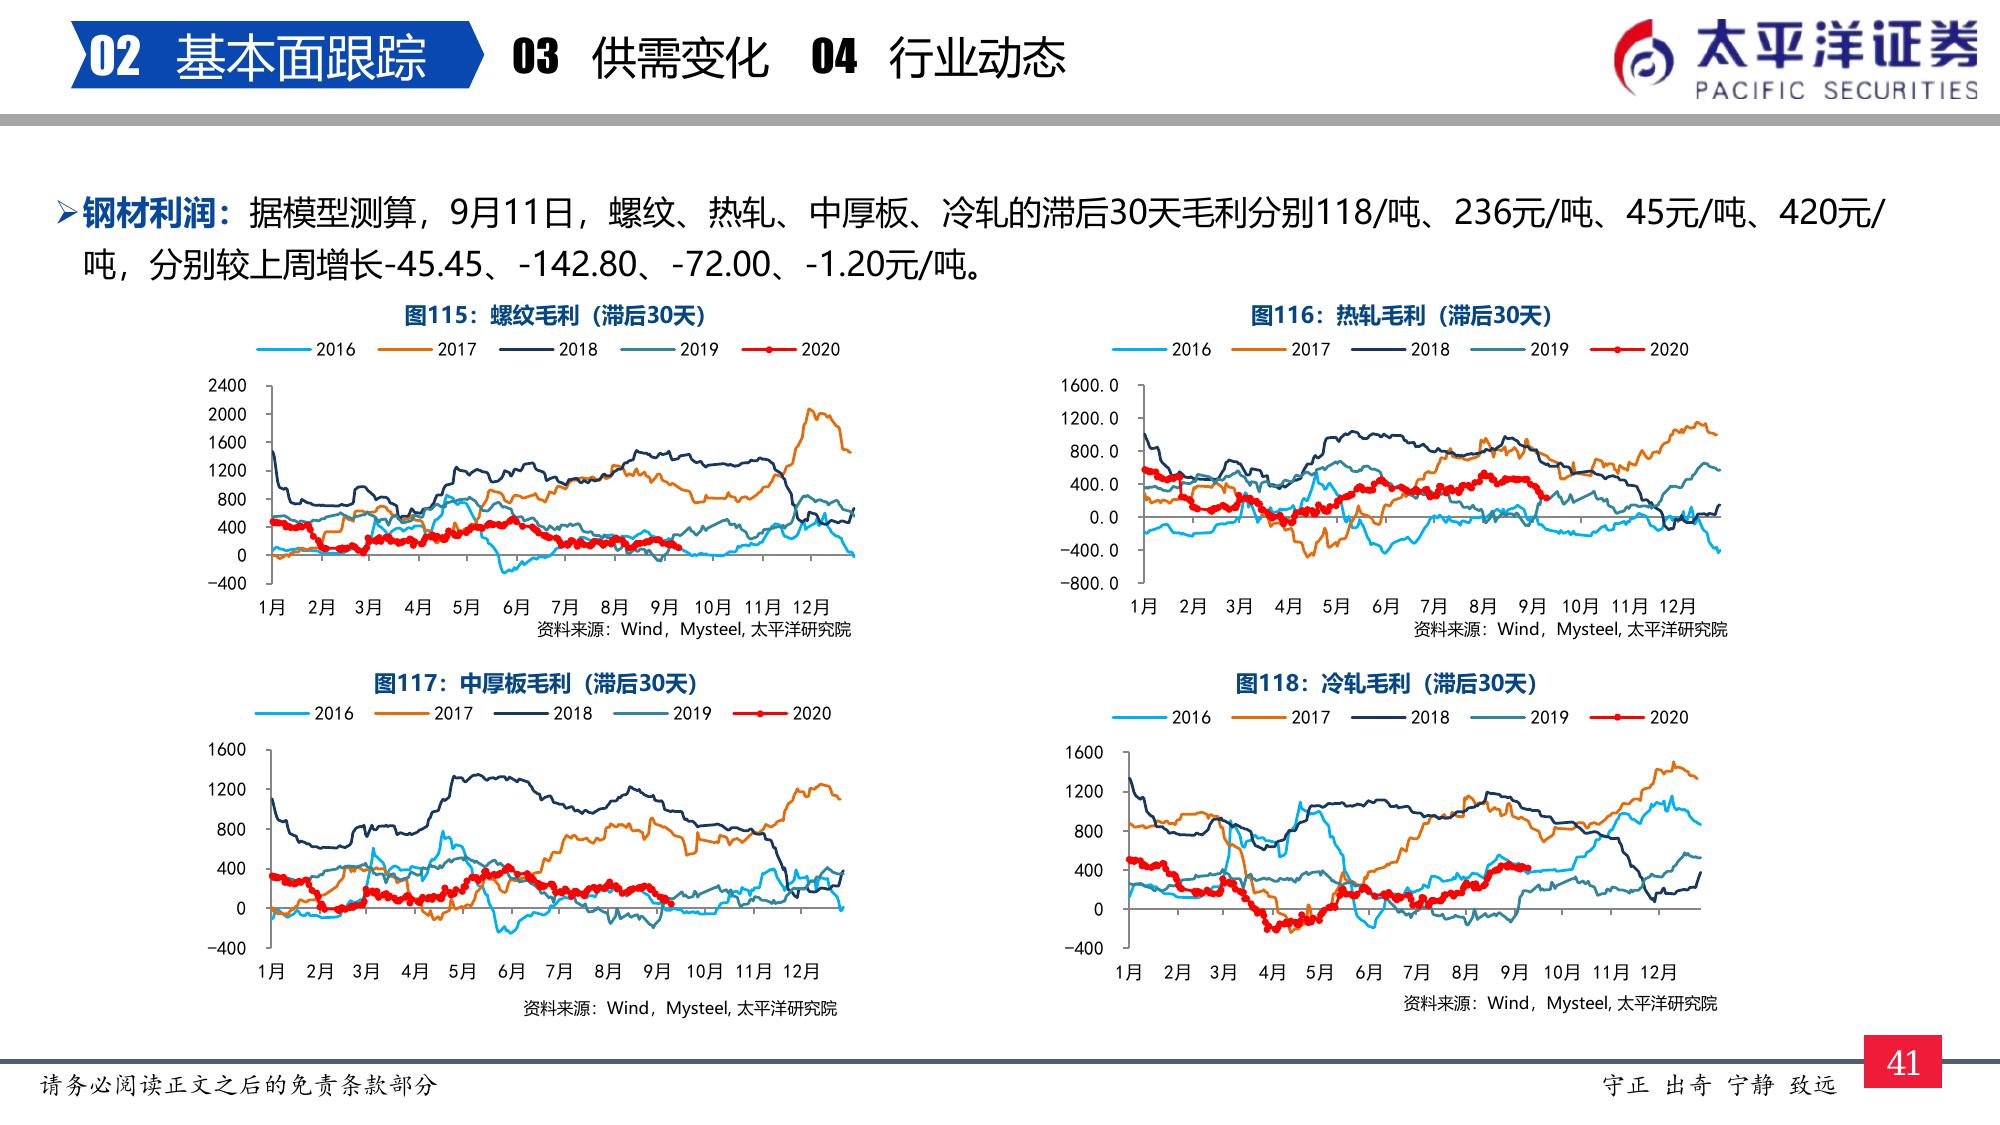 02 基本面跟踪 03 供需变化 04 行业动态
太平洋证券
PACIFIC SECURITIES
➢钢材利润：据模型测算，9月11日，螺纹、热轧、中厚板、冷轧的滞后30天毛利分别118/吨、236元/吨、45元/吨、420元/
吨，分别较上周增长-45.45、-142.80、-72.00、-1.20元/吨。
图115：螺纹毛利（滞后30天）
2016 2017 2018 2019 2020
2400
2000
1600
1200
800
400
0
-400
1月 2月 3月 4月 5月 6月 7月 8月 9月 10月 11月 12月
资料来源：Wind，Mysteel, 太平洋研究院
图116：热轧毛利（滞后30天）
2016 2017 2018 2019 2020
1600.0
1200.0
800.0
400.0
0.0
-400.0
-800.0
1月 2月 3月 4月 5月 6月 7月 8月 9月 10月 11月 12月
资料来源：Wind，Mysteel, 太平洋研究院
图117：中厚板毛利（滞后30天）
2016 2017 2018 2019 2020
1600
1200
800
400
0
-400
1月 2月 3月 4月 5月 6月 7月 8月 9月 10月 11月 12月
资料来源：Wind，Mysteel, 太平洋研究院
图118：冷轧毛利（滞后30天）
2016 2017 2018 2019 2020
1600
1200
800
400
0
-400
1月 2月 3月 4月 5月 6月 7月 8月 9月 10月 11月 12月
资料来源：Wind，Mysteel, 太平洋研究院
请务必阅读正文之后的免责条款部分
守正 出奇 宁静 致远
41